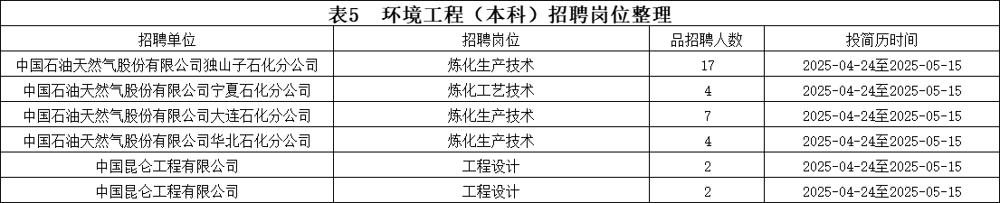 表5 环境工程（本科）招聘岗位整理
招聘单位 招聘岗位 品招聘人数 投简历时间
中国石油天然气股份有限公司独山子石化分公司 炼化生产技术 17 2025-04-24至2025-05-15
中国石油天然气股份有限公司宁夏石化分公司 炼化工艺技术 4 2025-04-24至2025-05-15
中国石油天然气股份有限公司大连石化分公司 炼化生产技术 7 2025-04-24至2025-05-15
中国石油天然气股份有限公司华北石化分公司 炼化生产技术 4 2025-04-24至2025-05-15
中国昆仑工程有限公司 工程设计 2 2025-04-24至2025-05-15
中国昆仑工程有限公司 工程设计 2 2025-04-24至2025-05-15